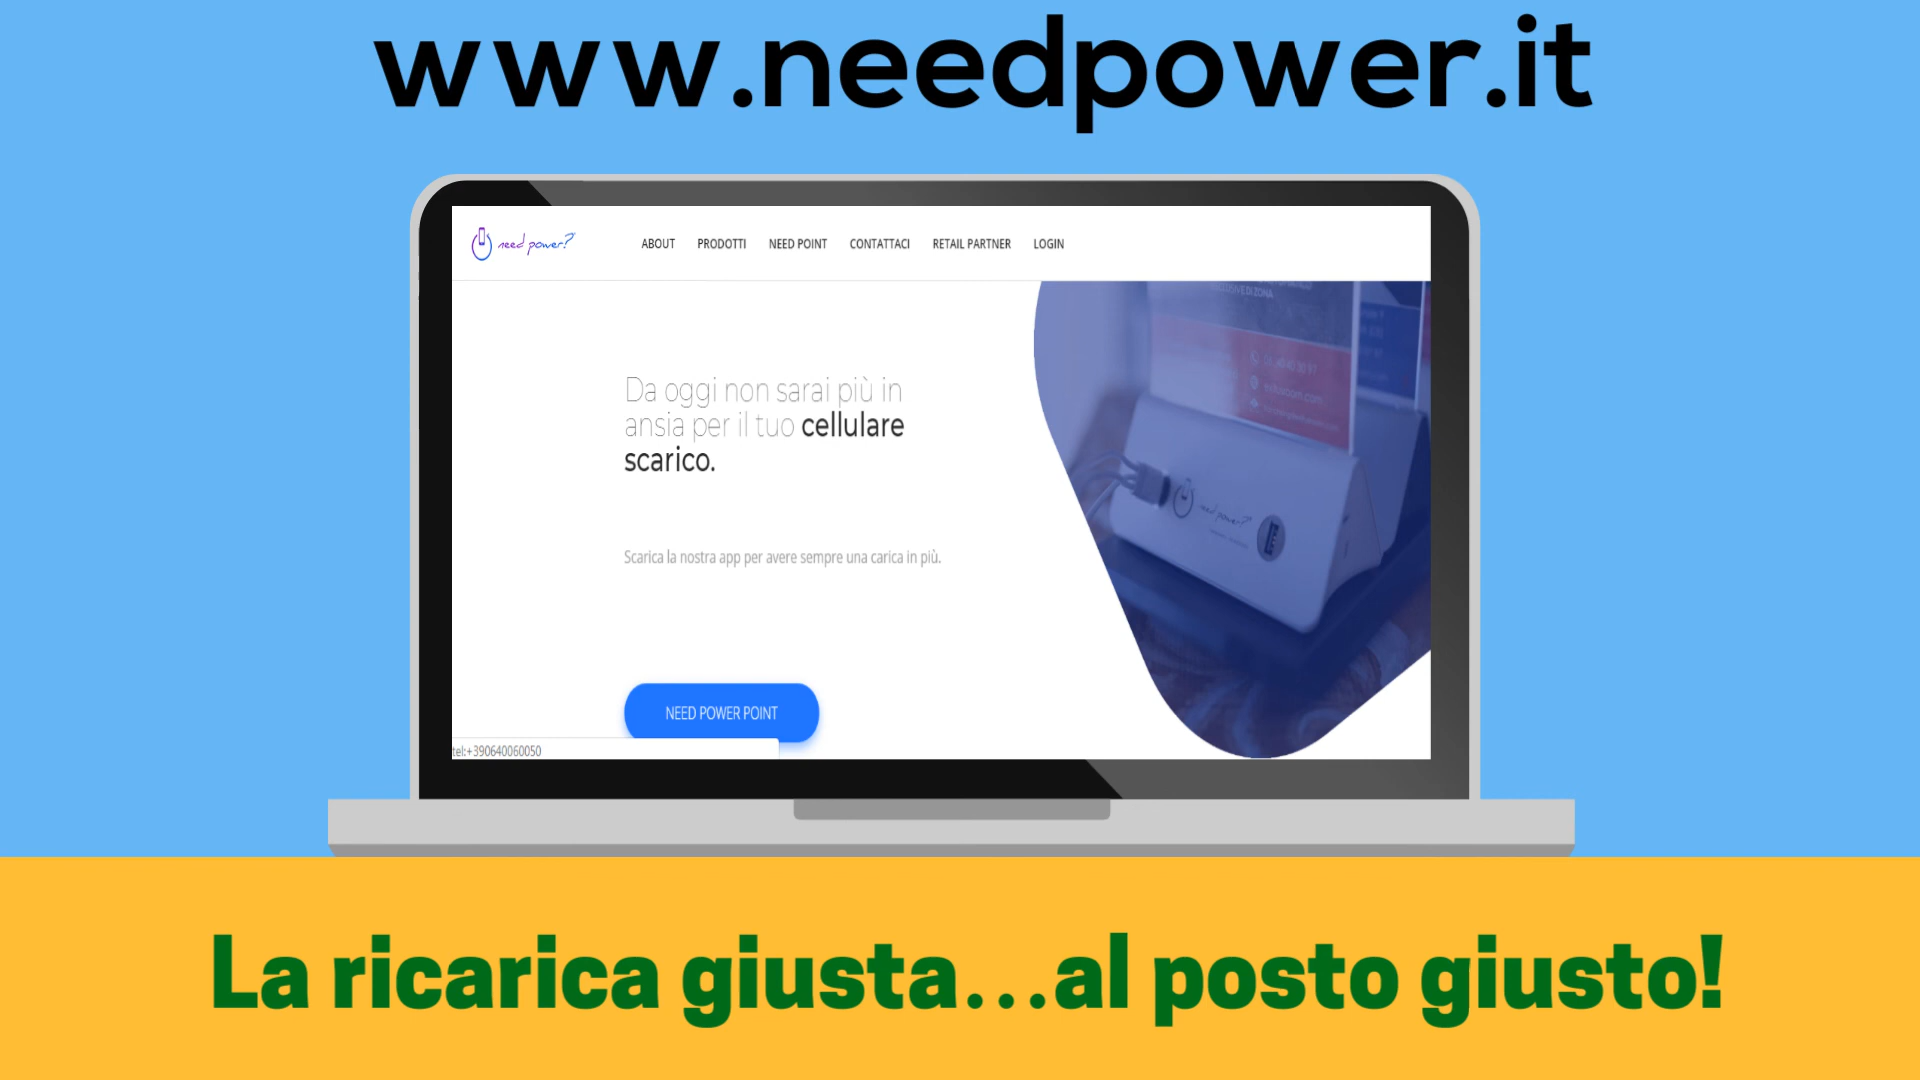 www.needpower.it
need power?
ABOUT PRODOTTI NEED POINT CONTATTACI RETAIL PARTNER LOGIN
Da oggi non sarai più in
ansia per il tuo cellulare
scarico.
Scarica la nostra app per avere sempre una carica in più.
NEED POWER POINT
tel:+390640060050
need power?
La ricarica giusta...al posto giusto!